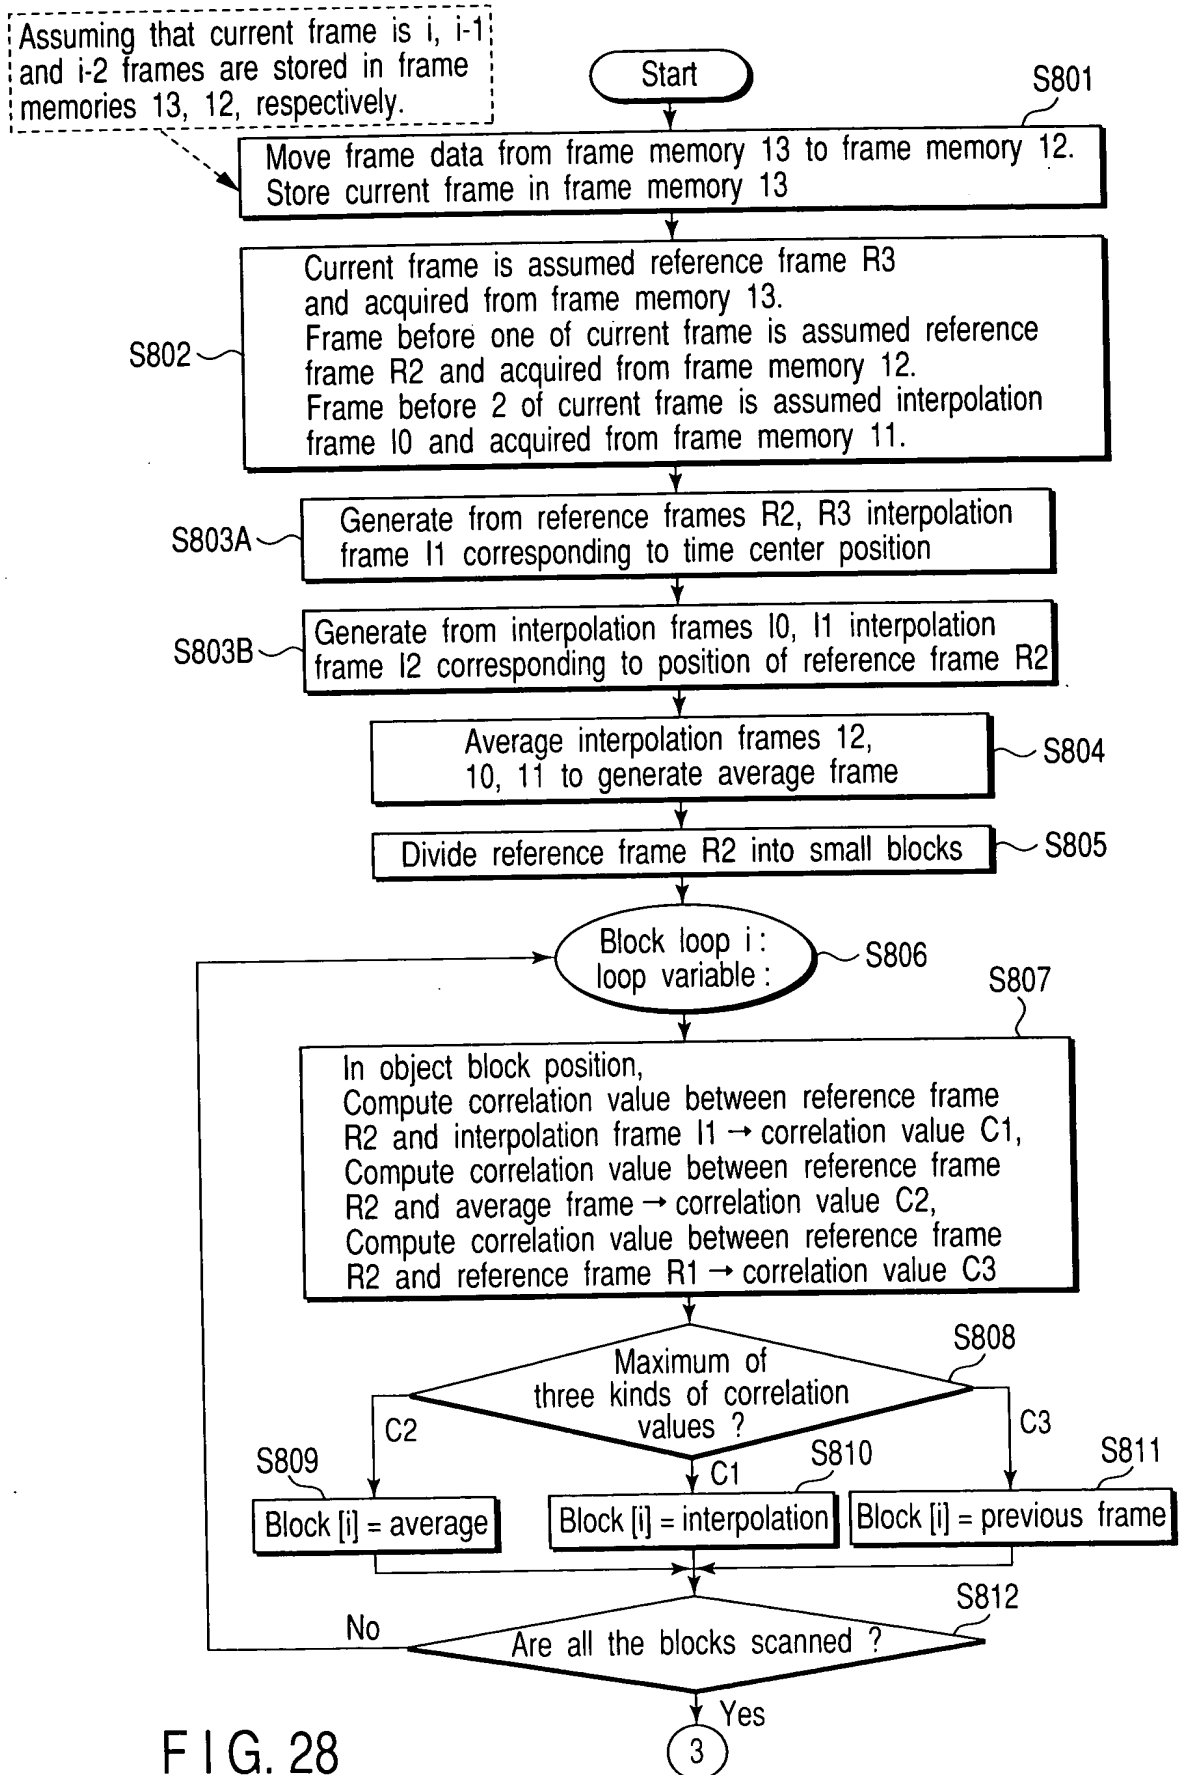 Assuming that current frame is i, i-1
and i-2 frames are stored in frame
memories 13, 12, respectively.
Start
S801
Move frame data from frame memory 13 to frame memory 12.
Store current frame in frame memory 13
S802
Current frame is assumed reference frame R3
and acquired from frame memory 13.
Frame before one of current frame is assumed reference
frame R2 and acquired from frame memory 12.
Frame before 2 of current frame is assumed interpolation
frame I0 and acquired from frame memory 11.
S803A
Generate from reference frames R2, R3 interpolation
frame I1 corresponding to time center position
S803B
Generate from interpolation frames I0, I1 interpolation
frame I2 corresponding to position of reference frame R2
Average interpolation frames 12,
10, 11 to generate average frame
S804
Divide reference frame R2 into small blocks
S805
Block loop i :
loop variable :
S806
S807
In object block position,
Compute correlation value between reference frame
R2 and interpolation frame I1 → correlation value C1,
Compute correlation value between reference frame
R2 and average frame → correlation value C2,
Compute correlation value between reference frame
R2 and reference frame R1 → correlation value C3
S808
Maximum of
three kinds of correlation
values ?
C2
C1
C3
S809
S810
S811
Block [i] = average
Block [i] = interpolation
Block [i] = previous frame
S812
No
Are all the blocks scanned ?
Yes
3
FIG. 28